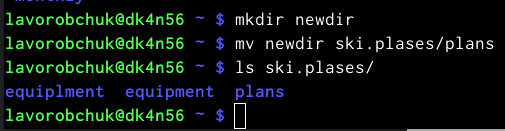 lavorobchuk@dk4n56 ~ $ mkdir newdir
lavorobchuk@dk4n56 ~ $ mv newdir ski.plases/plans
lavorobchuk@dk4n56 ~ $ ls ski.plases/
equiplment  equipment  plans
lavorobchuk@dk4n56 ~ $